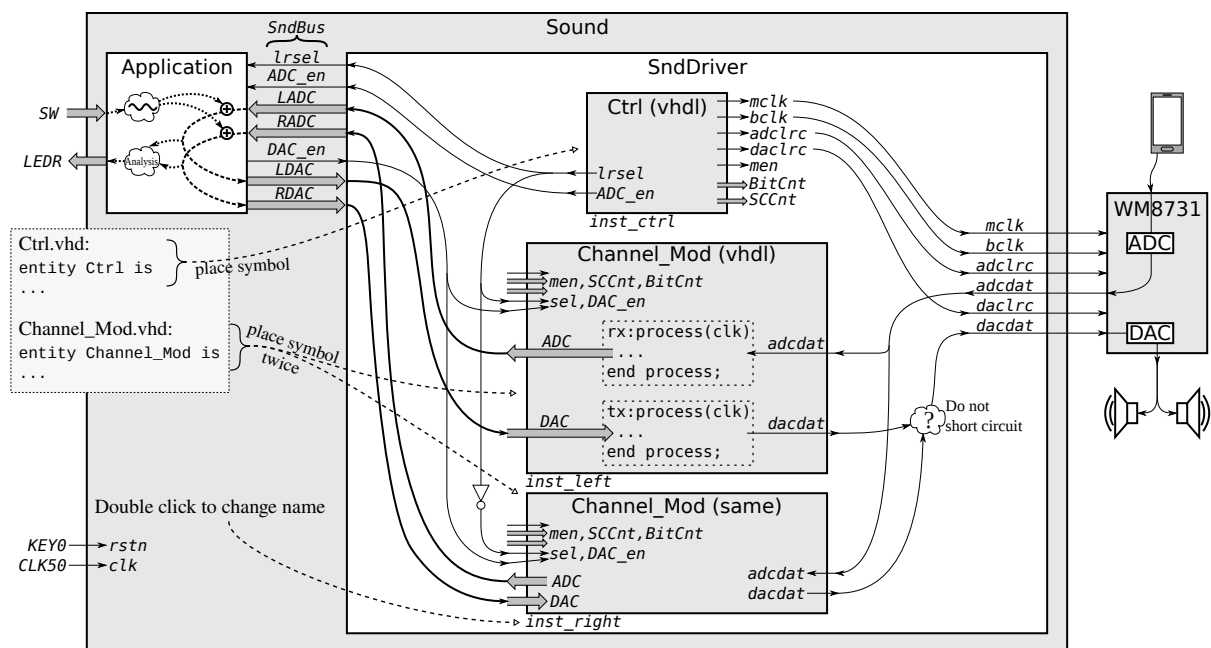 Sound
SndBus
Application
lrsel
ADC_en
LADC
RADC
DAC_en
LDAC
RDAC
SW
LEDR
Analysis
SndDriver
Ctrl (vhdl)
mclk
bclk
adclrc
daclrc
men
BitCnt
SCCnt
lrsel
ADC_en
inst_ctrl
WM8731
ADC
DAC
mclk
bclk
adclrc
adcdat
daclrc
dacdat
Ctrl.vhd:
entity Ctrl is
...
Channel_Mod.vhd:
entity Channel_Mod is
...
place symbol
place symbol
twice
Channel_Mod (vhdl)
men,SCCnt,BitCnt
sel,DAC_en
ADC
rx:process(clk)
...
end process;
adcdat
DAC
tx:process(clk)
...
end process;
dacdat
?
Do not
short circuit
inst_left
Channel_Mod (same)
men,SCCnt,BitCnt
sel,DAC_en
ADC
DAC
adcdat
dacdat
inst_right
Double click to change name
KEY0
rstn
CLK50
clk